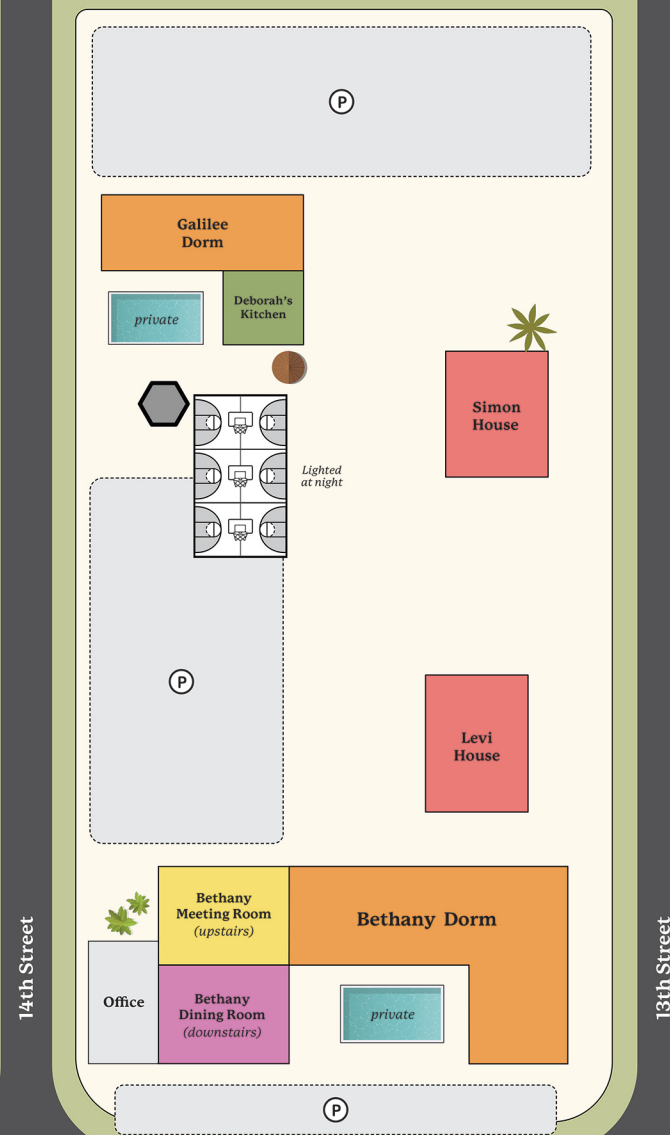 P
Galilee
Dorm
Deborah's
Kitchen
private
Simon
House
Lighted
at night
P
Levi
House
Bethany
Meeting Room
(upstairs)
Bethany Dorm
Office
Bethany
Dining Room
(downstairs)
private
14th Street
13th Street
P